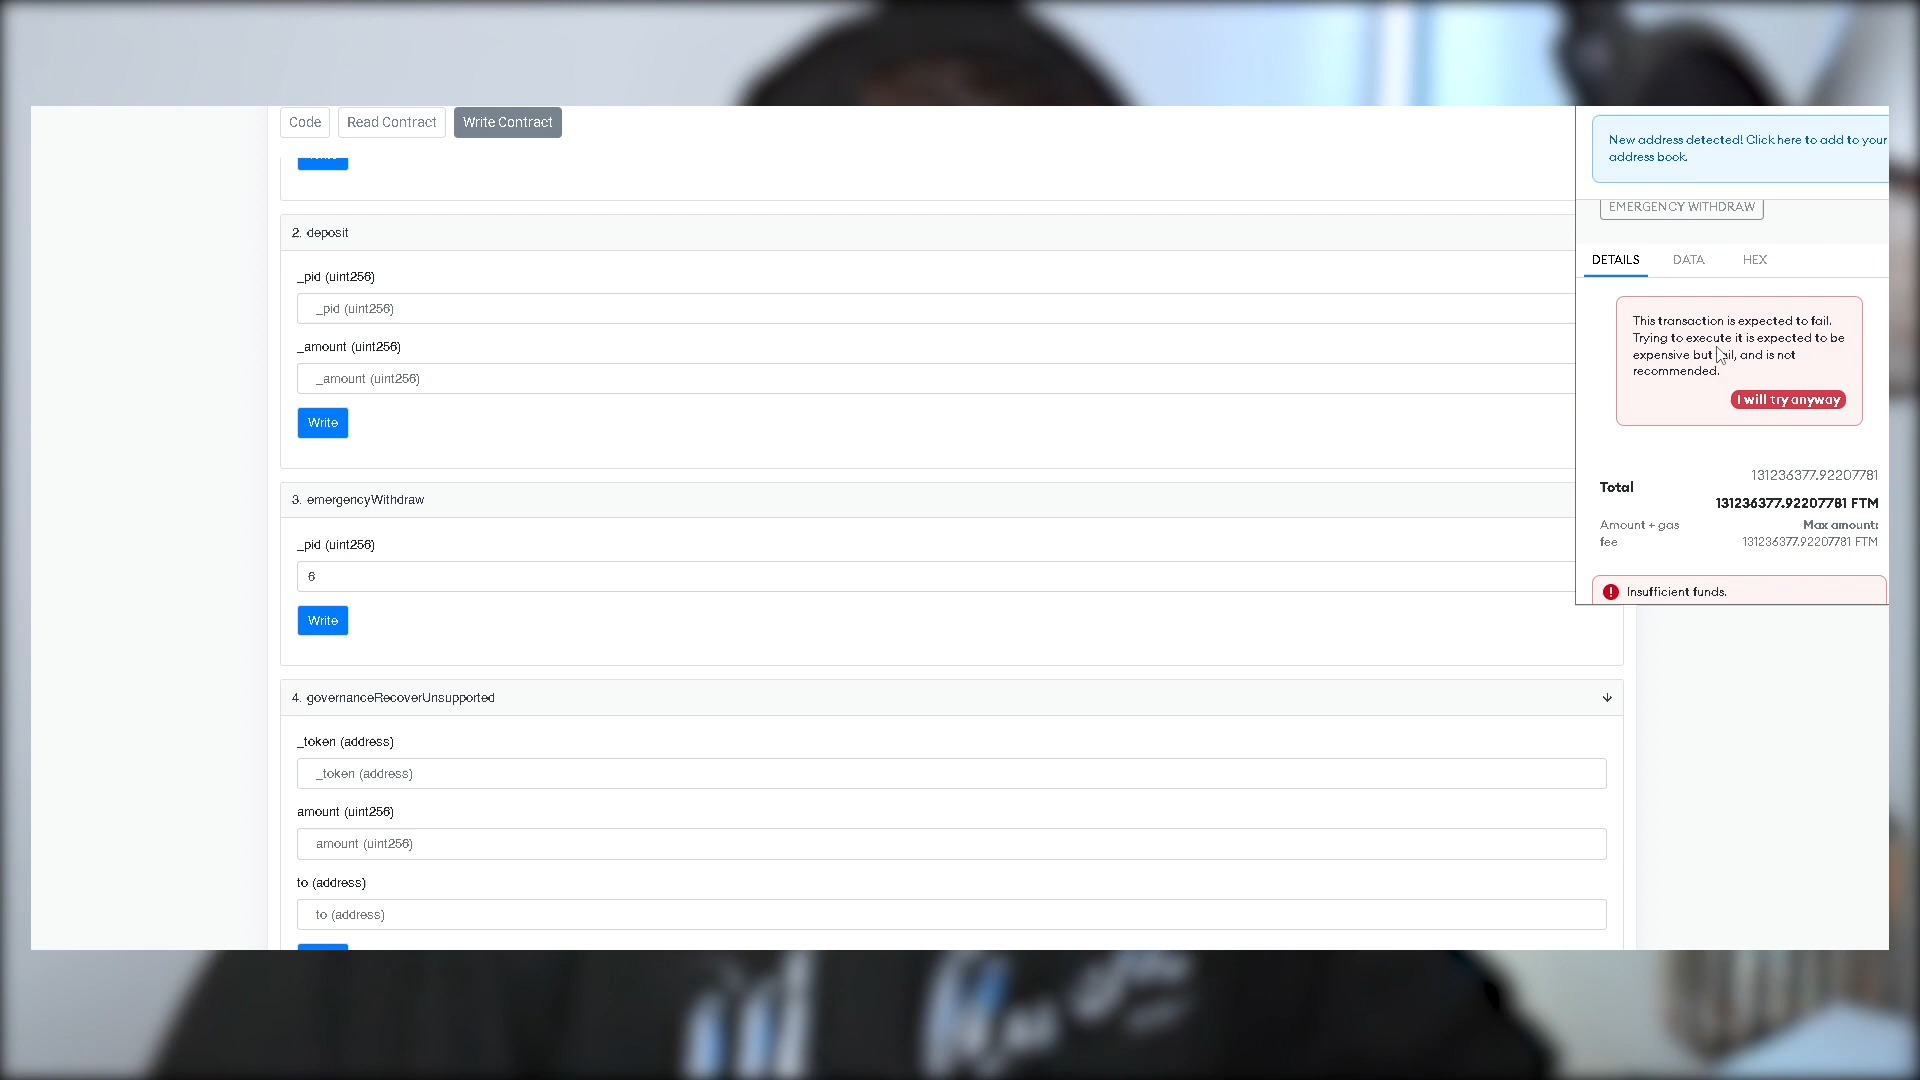 Code
Read Contract
Write Contract
2. deposit
_pid (uint256)
_pid (uint256)
_amount (uint256)
_amount (uint256)
Write
3. emergencyWithdraw
_pid (uint256)
6
Write
4. governanceRecoverUnsupported
_token (address)
_token (address)
amount (uint256)
amount (uint256)
to (address)
to (address)
New address detected! Click here to add to your
address book.
EMERGENCY WITHDRAW
DETAILS
DATA
HEX
This transaction is expected to fail.
Trying to execute it is expected to be
expensive but fail, and is not
recommended.
I will try anyway
131236377.92207781
Total
131236377.92207781 FTM
Amount + gas
fee
Max amount:
131236377.92207781 FTM
Insufficient funds.